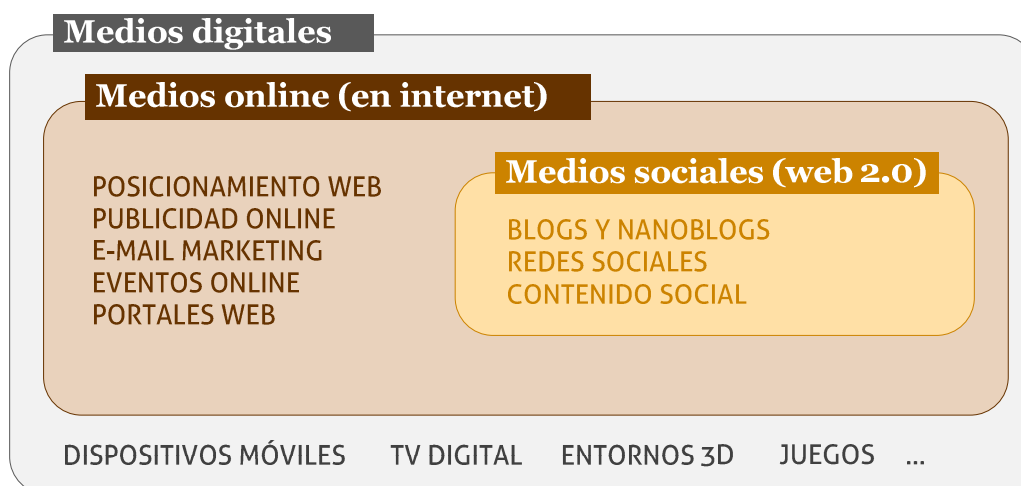 Medios digitales
Medios online (en internet)
Medios sociales (web 2.0)
POSICIONAMIENTO WEB
PUBLICIDAD ONLINE
E-MAIL MARKETING
EVENTOS ONLINE
PORTALES WEB
BLOGS Y NANOBLOGS
REDES SOCIALES
CONTENIDO SOCIAL
DISPOSITIVOS MÓVILES TV DIGITAL ENTORNOS 3D JUEGOS ...